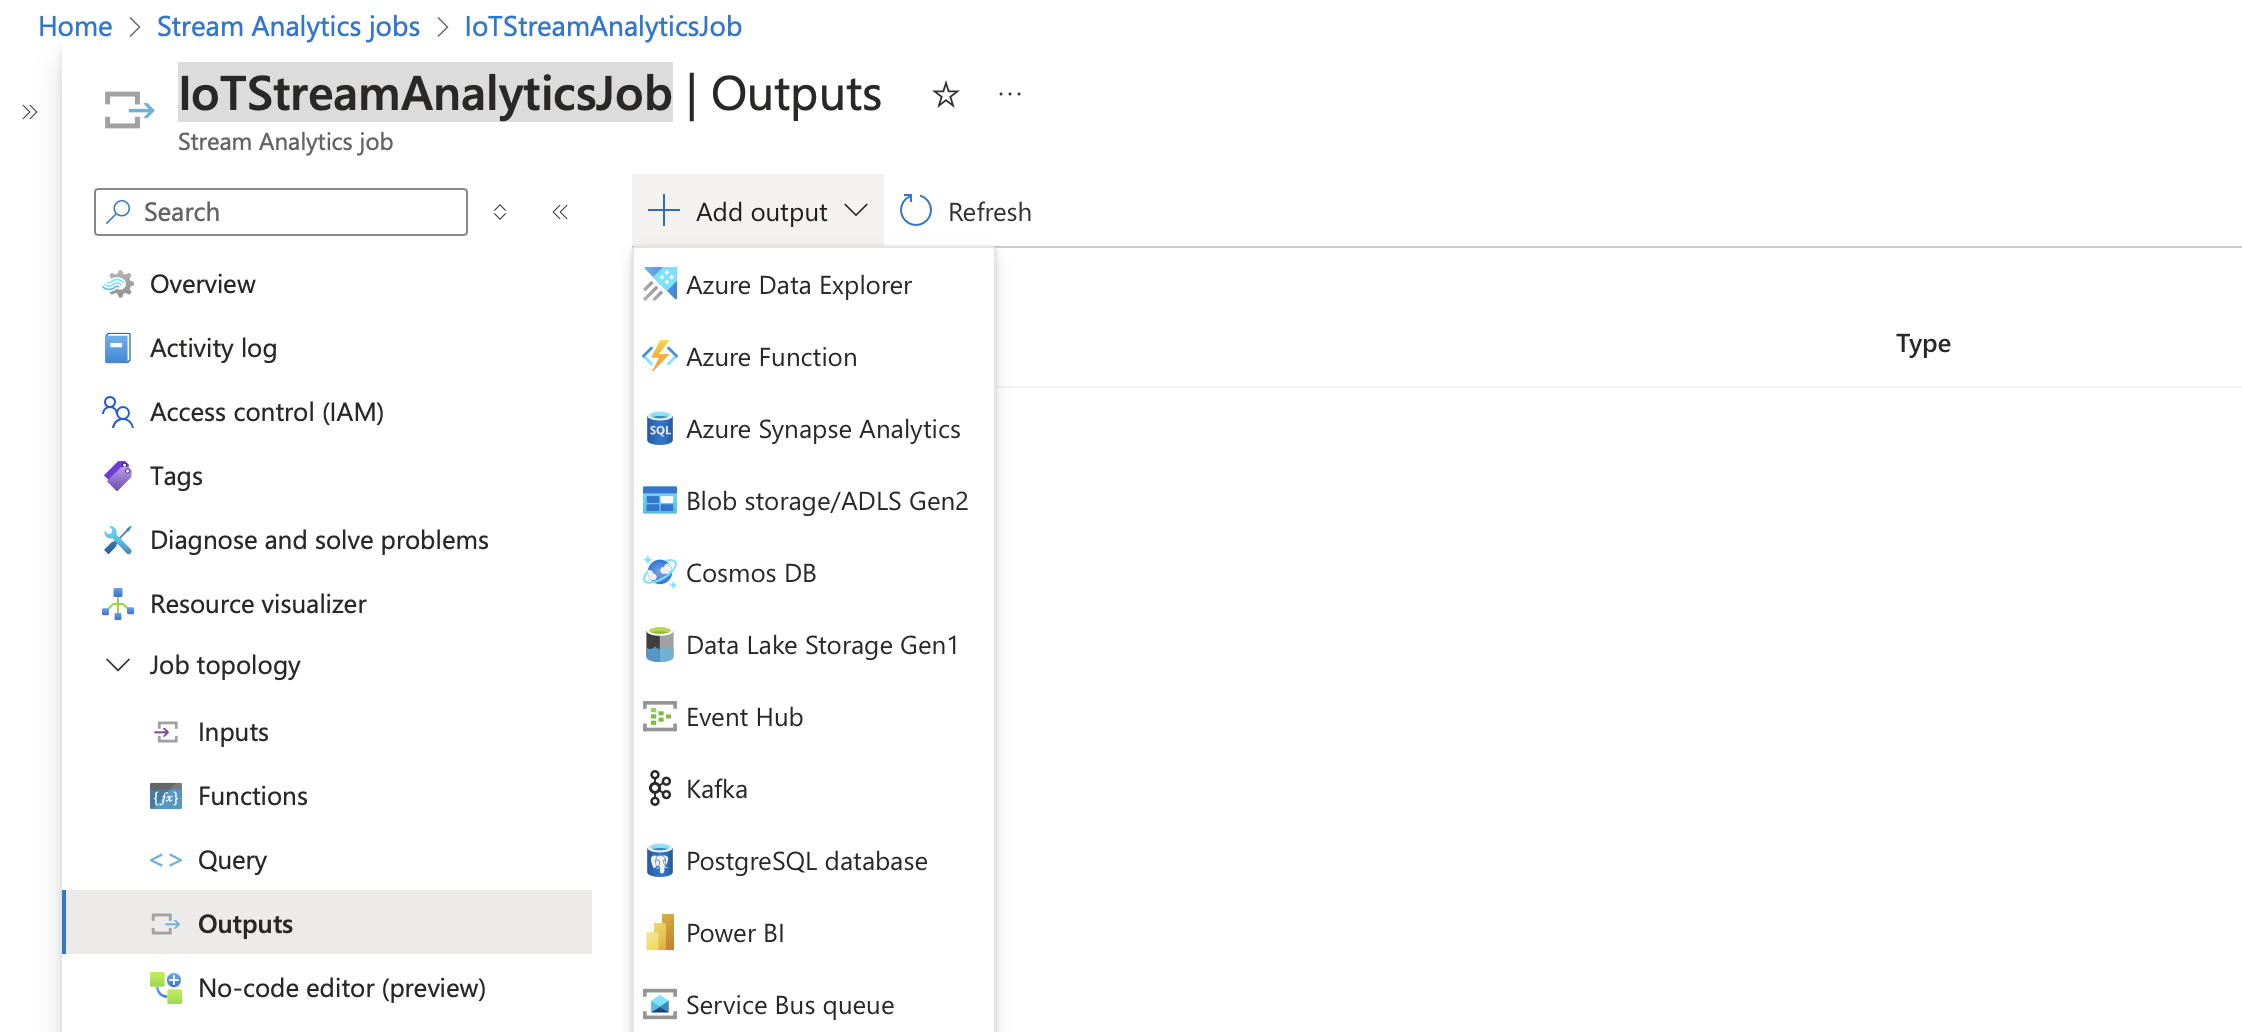 Home > Stream Analytics jobs > IoTStreamAnalyticsJob
IoTStreamAnalyticsJob | Outputs
Stream Analytics job
Search
Add output
Refresh
Overview
Activity log
Access control (IAM)
Tags
Diagnose and solve problems
Resource visualizer
Job topology
Inputs
Functions
Query
Outputs
No-code editor (preview)
Azure Data Explorer
Azure Function
SQL Azure Synapse Analytics
Blob storage/ADLS Gen2
Cosmos DB
Data Lake Storage Gen1
Event Hub
Kafka
PostgreSQL database
Power BI
Service Bus queue
Type